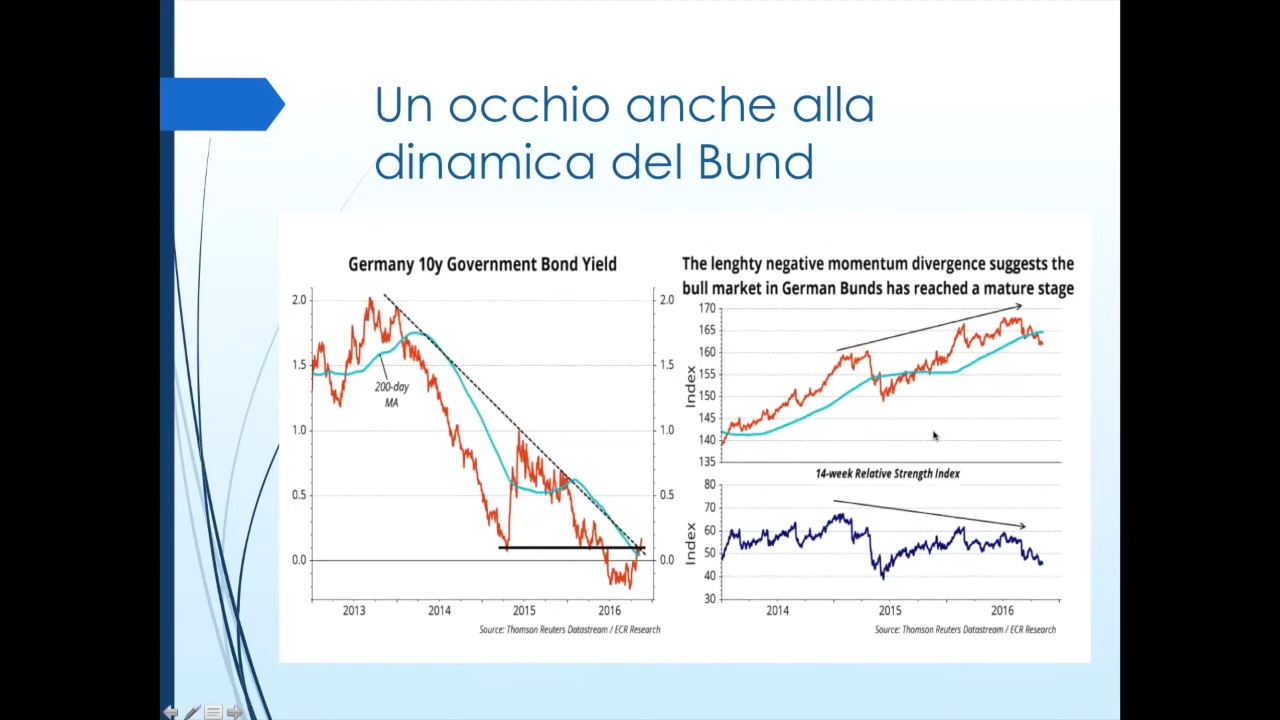 Un occhio anche alla
dinamica del Bund
Germany 10y Government Bond Yield
2.0
1.5
1.0
0.5
0.0
2.0
1.5
1.0
0.5
0.0
200-day
MA
2013
2014
2015
2016
Source: Thomson Reuters Datastream / ECR Research
The lenghty negative momentum divergence suggests the
bull market in German Bunds has reached a mature stage
170
165
160
155
150
145
140
135
Index
14-week Relative Strength Index
80
70
60
50
40
30
Index
2014
2015
2016
Source: Thomson Reuters Datastream / ECR Research